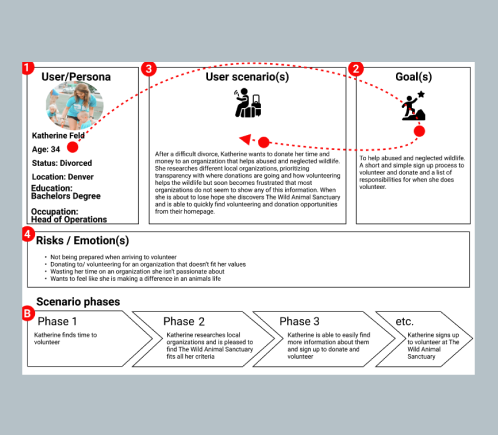 1
User/Persona
Katherine Feld
Age: 34
Status: Divorced
Location: Denver
Education:
Bachelors Degree
Occupation:
Head of Operations
3
User scenario(s)
After a difficult divorce, Katherine wants to donate her time and
money to an organization that helps abused and neglected wildlife.
She researches different local organizations, prioritizing
transparency with where donations are going and how volunteering
helps the wildlife but soon becomes frustrated that most
organizations do not seem to show any of this information. When
she is about to lose hope she discovers The Wild Animal Sanctuary
and is able to quickly find volunteering and donation opportunities
from their homepage.
2
Goal(s)
To help abused and neglected wildlife.
A short and simple sign up process to
volunteer and donate and a list of
responsibilities for when she does
volunteer.
4
Risks / Emotion(s)
• Not being prepared when arriving to volunteer
• Donating to/ volunteering for an organization that doesn't fit her values
• Wasting her time on an organization she isn't passionate about
• Wants to feel like she is making a difference in an animals life
Scenario phases
B
Phase 1
Katherine finds time to
volunteer
Phase 2
Katherine researches local
organizations and is pleased to
find The Wild Animal Sanctuary
fits all her criteria
Phase 3
Katherine is able to easily find
more information about them
and sign up to donate and
volunteer
etc.
Katherine signs up
to volunteer at The
Wild Animal
Sanctuary